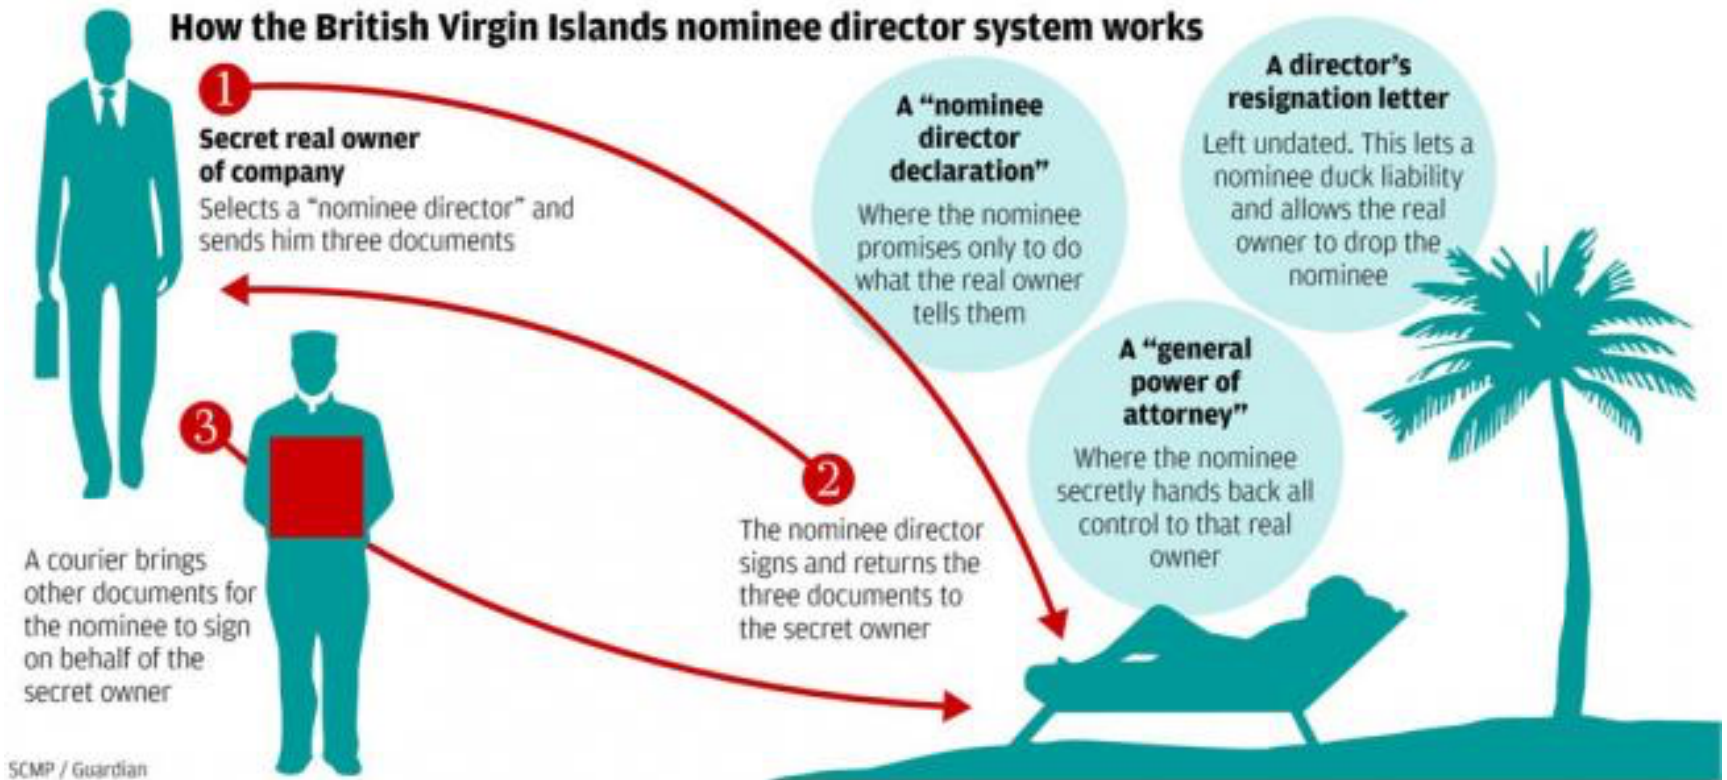 How the British Virgin Islands nominee director system works
1
Secret real owner
of company
Selects a “nominee director” and
sends him three documents
A “nominee
director
declaration”
Where the nominee
promises only to do
what the real owner
tells them
A director’s
resignation letter
Left undated. This lets a
nominee duck liability
and allows the real
owner to drop the
nominee
A “general
power of
attorney”
Where the nominee
secretly hands back all
control to that real
owner
2
The nominee director
signs and returns the
three documents to
the secret owner
3
A courier brings
other documents for
the nominee to sign
on behalf of the
secret owner
SCMP / Guardian